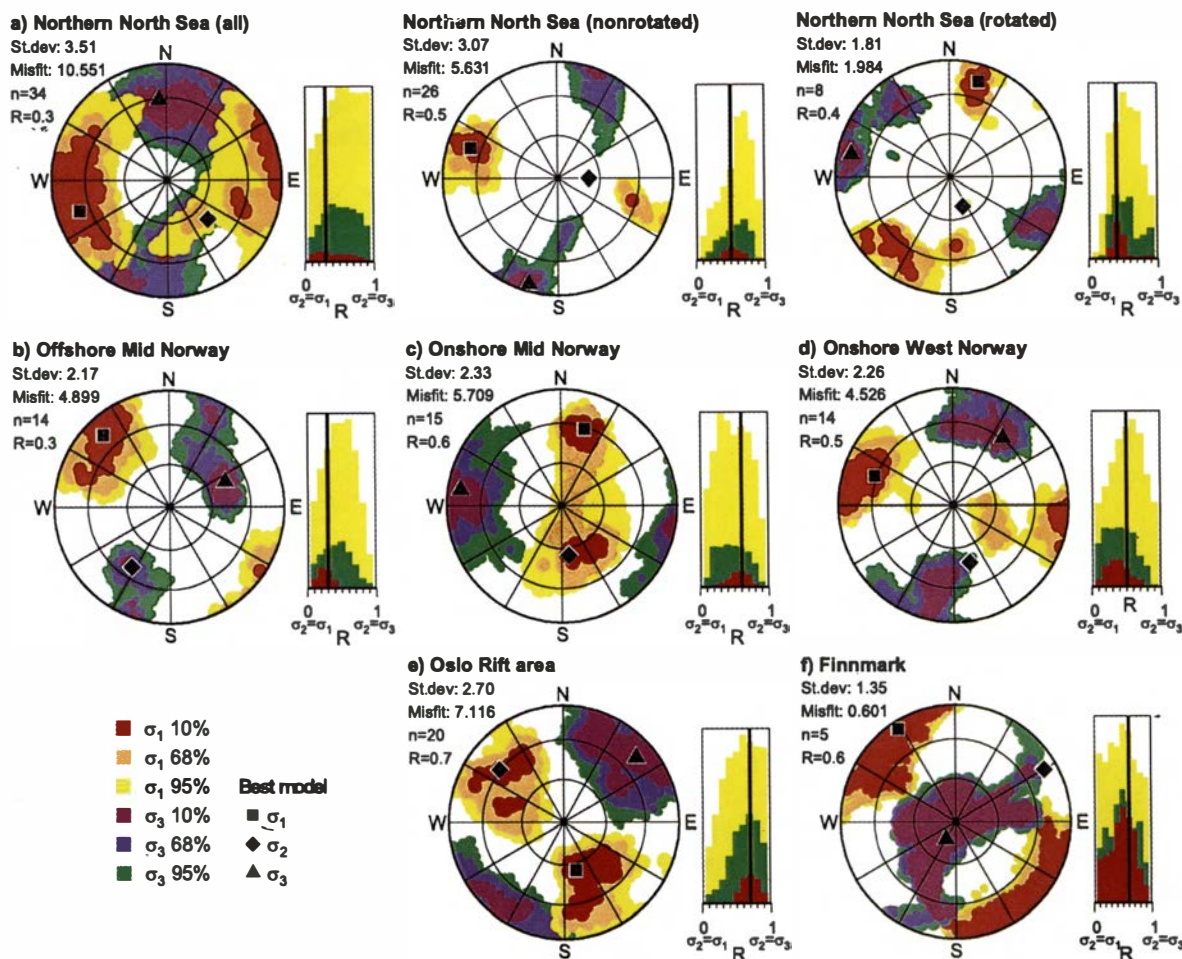 a) Northern North Sea (all)
St.dev: 3.51
Misfit: 10.551
n=34
R=0.3
N
W
E
S
0 1
σ2=σ1 R σ2=σ3
Northern North Sea (nonrotated)
St.dev: 3.07
Misfit: 5.631
n=26
R=0.5
N
W
E
S
0 1
σ2=σ1 R σ2=σ3
Northern North Sea (rotated)
St.dev: 1.81
Misfit: 1.984
n=8
R=0.4
N
W
E
S
0 1
σ2=σ1 R σ2=σ3
b) Offshore Mid Norway
St.dev: 2.17
Misfit: 4.899
n=14
R=0.3
N
W
E
S
0 1
σ2=σ1 R σ2=σ3
c) Onshore Mid Norway
St.dev: 2.33
Misfit: 5.709
n=15
R=0.6
N
W
E
S
0 1
σ2=σ1 R σ2=σ3
d) Onshore West Norway
St.dev: 2.26
Misfit: 4.526
n=14
R=0.5
N
W
E
S
0 R 1
σ2=σ1 σ2=σ3
e) Oslo Rift area
St.dev: 2.70
Misfit: 7.116
n=20
R=0.7
N
W
E
S
0 1
σ2=σ1 R σ2=σ3
f) Finnmark
St.dev: 1.35
Misfit: 0.601
n=5
R=0.6
N
W
E
S
0 1
σ2=σ1 R σ2=σ3
σ1 10%
σ1 68%
σ1 95%
σ3 10%
σ3 68%
σ3 95%
Best model
σ1
σ2
σ3